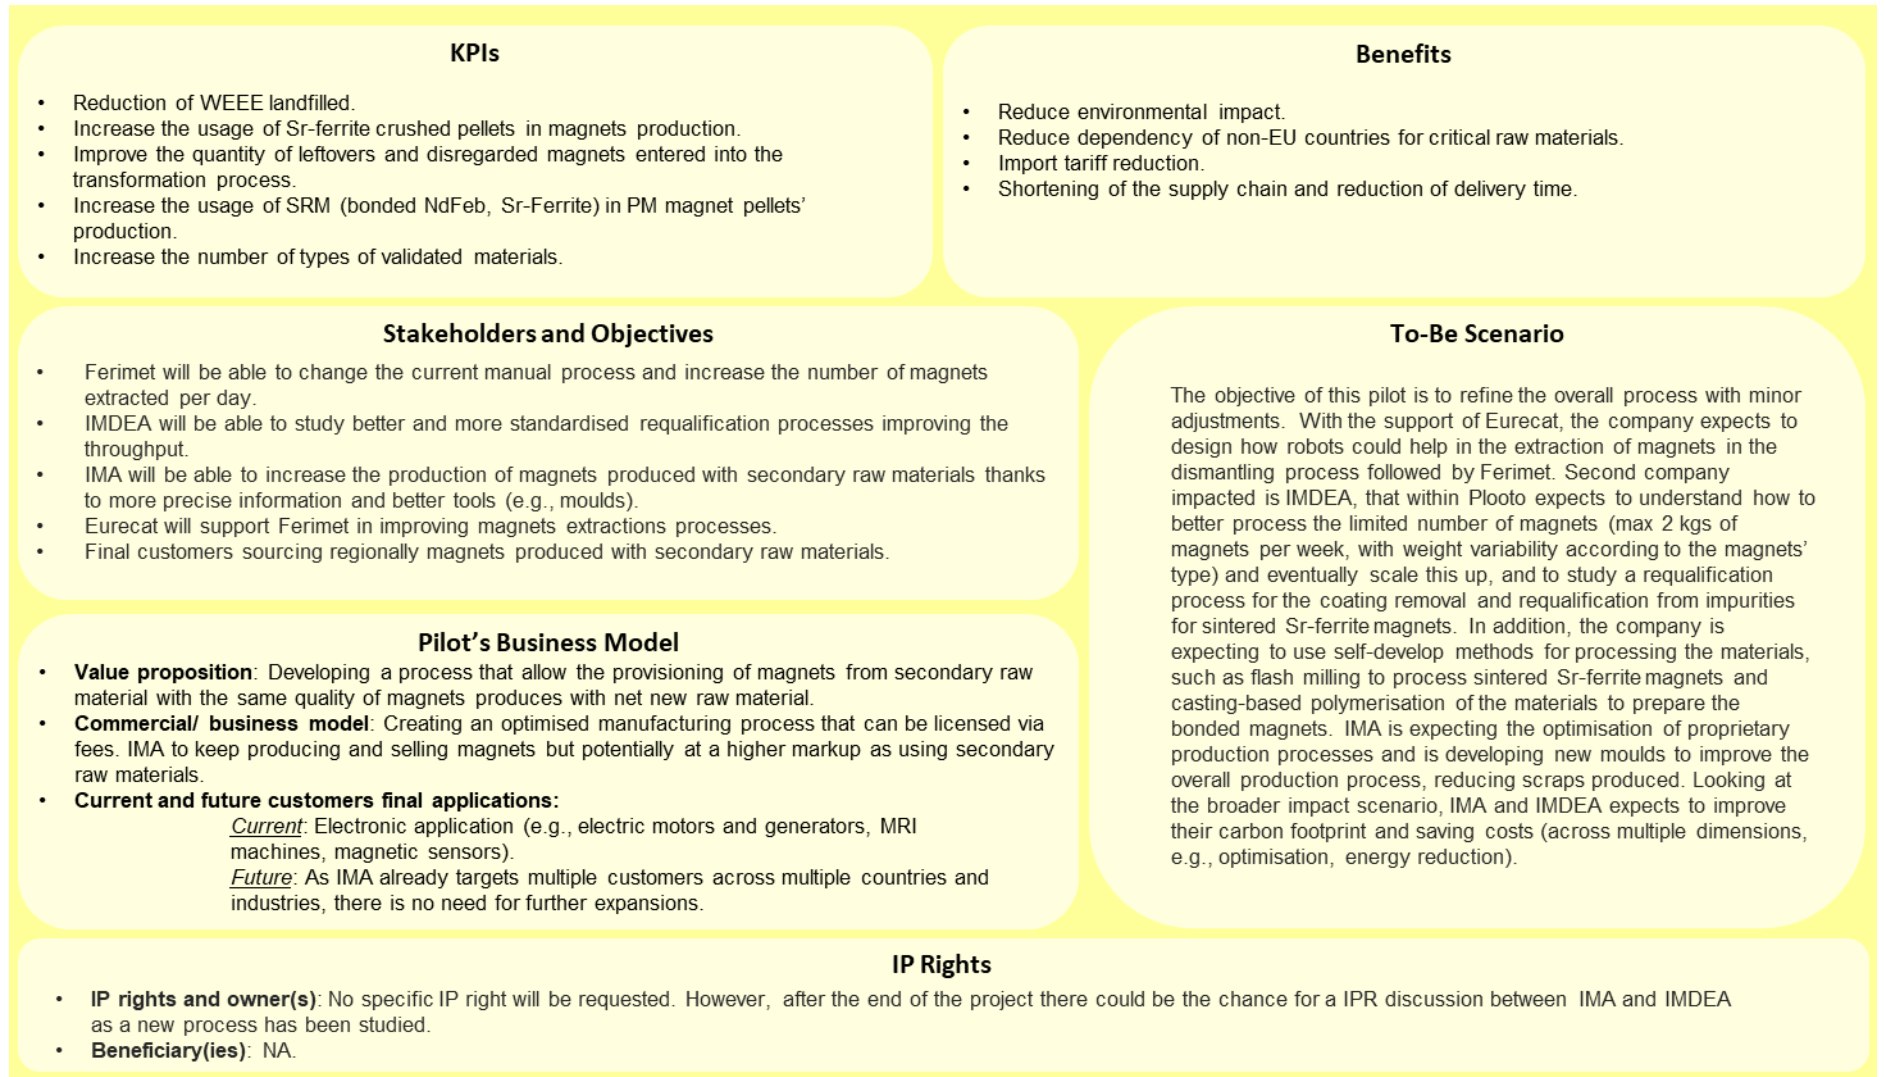 KPIs
• Reduction of WEEE landfilled.
• Increase the usage of Sr-ferrite crushed pellets in magnets production.
• Improve the quantity of leftovers and disregarded magnets entered into the
transformation process.
• Increase the usage of SRM (bonded NdFeb, Sr-Ferrite) in PM magnet pellets’
production.
• Increase the number of types of validated materials.
Benefits
• Reduce environmental impact.
• Reduce dependency of non-EU countries for critical raw materials.
• Import tariff reduction.
• Shortening of the supply chain and reduction of delivery time.
Stakeholders and Objectives
• Ferimet will be able to change the current manual process and increase the number of magnets
extracted per day.
• IMDEA will be able to study better and more standardised requalification processes improving the
throughput.
• IMA will be able to increase the production of magnets produced with secondary raw materials thanks
to more precise information and better tools (e.g., moulds).
• Eurecat will support Ferimet in improving magnets extractions processes.
• Final customers sourcing regionally magnets produced with secondary raw materials.
To-Be Scenario
The objective of this pilot is to refine the overall process with minor
adjustments. With the support of Eurecat, the company expects to
design how robots could help in the extraction of magnets in the
dismantling process followed by Ferimet. Second company
impacted is IMDEA, that within Plooto expects to understand how to
better process the limited number of magnets (max 2 kgs of
magnets per week, with weight variability according to the magnets’
type) and eventually scale this up, and to study a requalification
process for the coating removal and requalification from impurities
for sintered Sr-ferrite magnets. In addition, the company is
expecting to use self-develop methods for processing the materials,
such as flash milling to process sintered Sr-ferrite magnets and
casting-based polymerisation of the materials to prepare the
bonded magnets. IMA is expecting the optimisation of proprietary
production processes and is developing new moulds to improve the
overall production process, reducing scraps produced. Looking at
the broader impact scenario, IMA and IMDEA expects to improve
their carbon footprint and saving costs (across multiple dimensions,
e.g., optimisation, energy reduction).
Pilot’s Business Model
• Value proposition: Developing a process that allow the provisioning of magnets from secondary raw
material with the same quality of magnets produces with net new raw material.
• Commercial/ business model: Creating an optimised manufacturing process that can be licensed via
fees. IMA to keep producing and selling magnets but potentially at a higher markup as using secondary
raw materials.
• Current and future customers final applications:
Current: Electronic application (e.g., electric motors and generators, MRI
machines, magnetic sensors).
Future: As IMA already targets multiple customers across multiple countries and
industries, there is no need for further expansions.
IP Rights
• IP rights and owner(s): No specific IP right will be requested. However, after the end of the project there could be the chance for a IPR discussion between IMA and IMDEA
as a new process has been studied.
• Beneficiary(ies): NA.